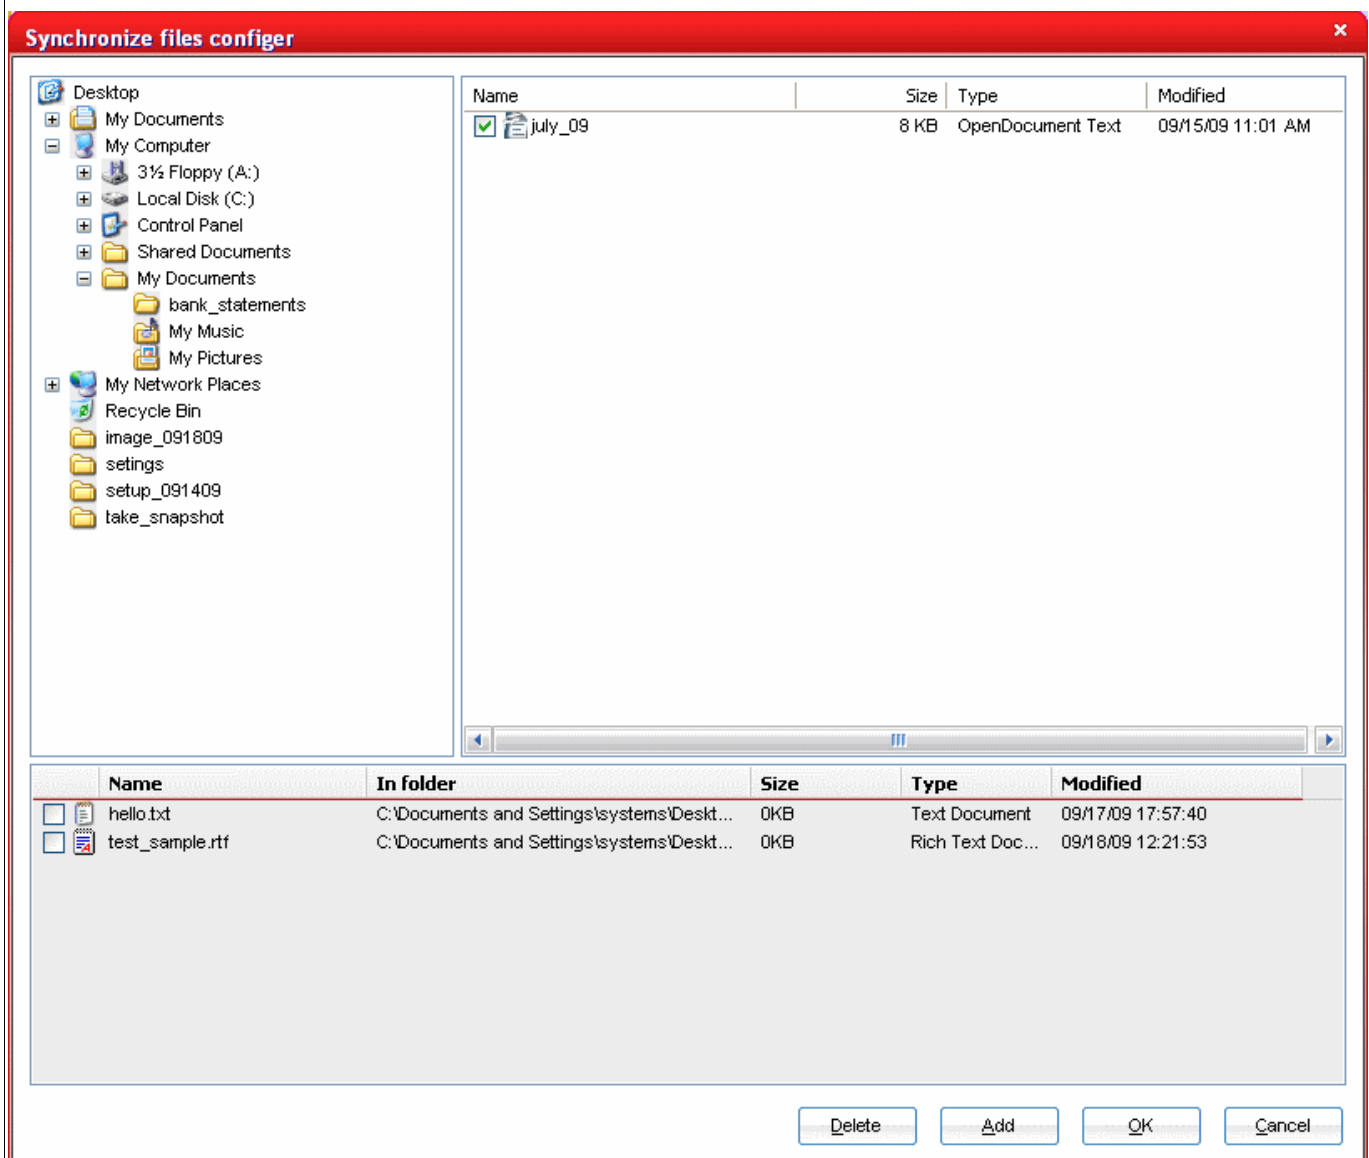 Synchronize files configer
Desktop
My Documents
My Computer
3½ Floppy (A:)
Local Disk (C:)
Control Panel
Shared Documents
My Documents
bank_statements
My Music
My Pictures
My Network Places
Recycle Bin
image_091809
setings
setup_091409
take_snapshot
Name Size Type Modified
july_09 8 KB OpenDocument Text 09/15/09 11:01 AM
Name In folder Size Type Modified
hello.txt C:\Documents and Settings\systems\Deskt... 0KB Text Document 09/17/09 17:57:40
test_sample.rtf C:\Documents and Settings\systems\Deskt... 0KB Rich Text Doc... 09/18/09 12:21:53
Delete Add OK Cancel